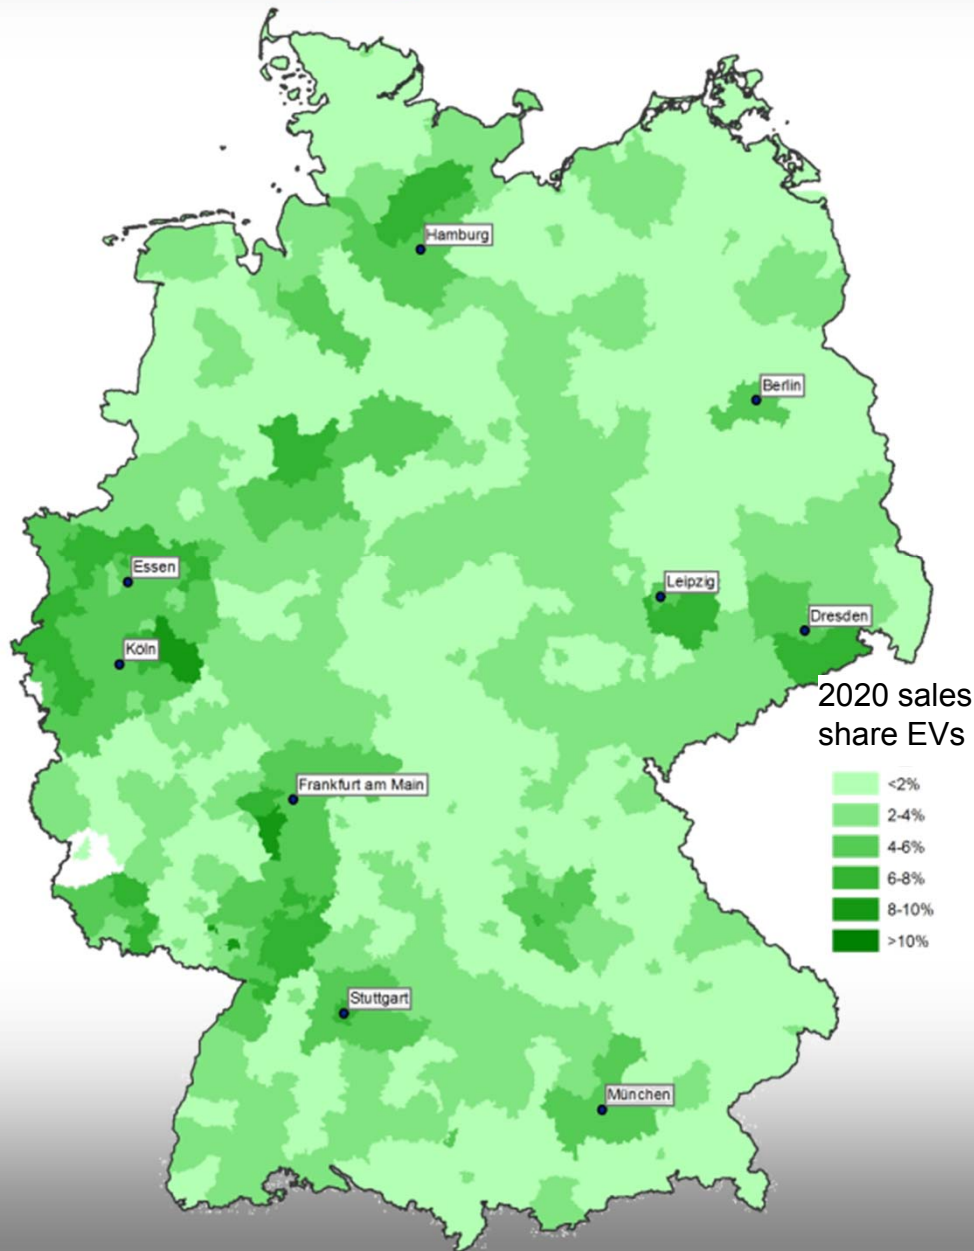 Hamburg
Berlin
Essen
Leipzig
Dresden
Köln
2020 sales
share EVs
Frankfurt am Main
<2%
2-4%
4-6%
6-8%
8-10%
>10%
Stuttgart
München